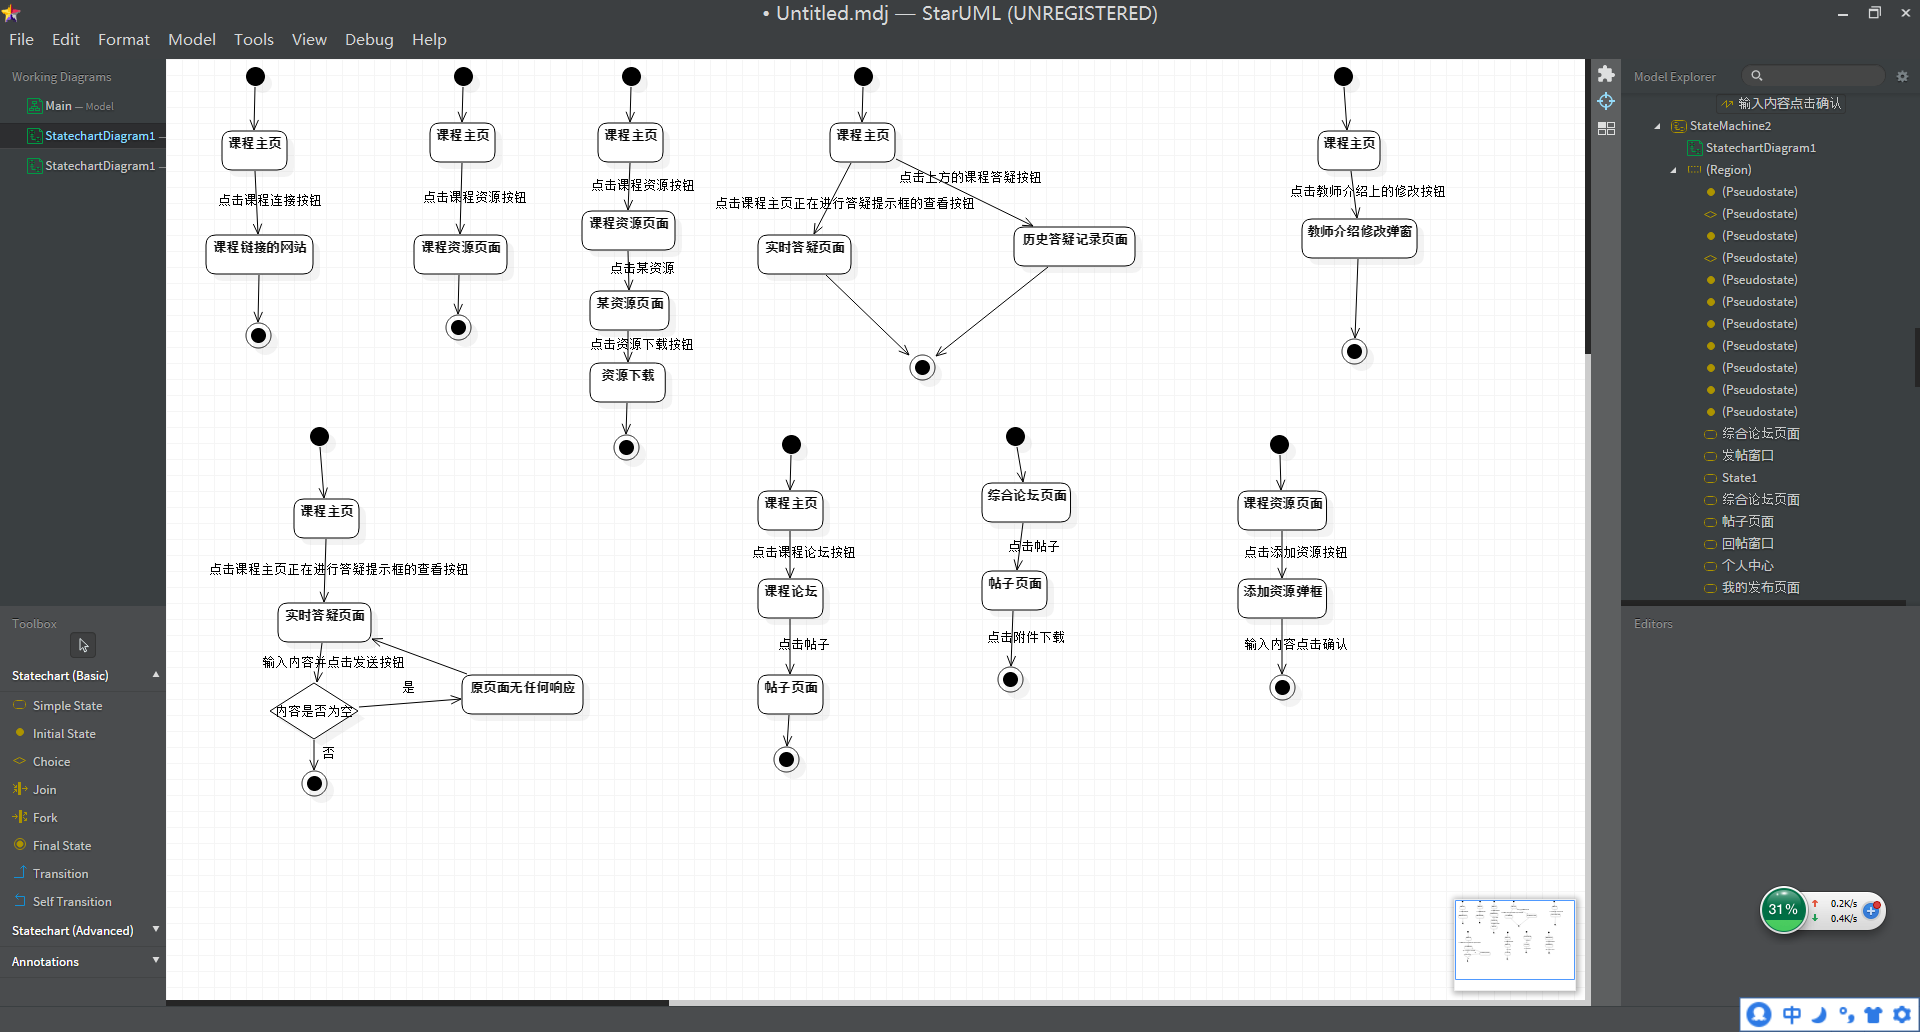 • Untitled.mdj — StarUML (UNREGISTERED)
File Edit Format Model Tools View Debug Help
Working Diagrams
Main — Model
StatechartDiagram1 —
StatechartDiagram1 —
课程主页
点击课程连接按钮
课程链接的网站
课程主页
点击课程资源按钮
课程资源页面
课程主页
点击课程资源按钮
课程资源页面
点击某资源
某资源页面
点击资源下载按钮
资源下载
课程主页
点击上方的课程答疑按钮
点击课程主页正在进行答疑提示框的查看按钮
实时答疑页面
历史答疑记录页面
课程主页
点击教师介绍上的修改按钮
教师介绍修改弹窗
课程主页
点击课程主页正在进行答疑提示框的查看按钮
实时答疑页面
输入内容并点击发送按钮
是
原页面无任何响应
内容是否为空
否
课程主页
点击课程论坛按钮
课程论坛
点击帖子
帖子页面
综合论坛页面
点击帖子
帖子页面
点击附件下载
课程资源页面
点击添加资源按钮
添加资源弹框
输入内容点击确认
Toolbox
Statechart (Basic)
Simple State
Initial State
Choice
Join
Fork
Final State
Transition
Self Transition
Statechart (Advanced)
Annotations
Model Explorer
输入内容点击确认
StateMachine2
StatechartDiagram1
(Region)
(Pseudostate)
(Pseudostate)
(Pseudostate)
(Pseudostate)
(Pseudostate)
(Pseudostate)
(Pseudostate)
(Pseudostate)
(Pseudostate)
(Pseudostate)
(Pseudostate)
综合论坛页面
发帖窗口
State1
综合论坛页面
帖子页面
回帖窗口
个人中心
我的发布页面
Editors
31%
0.2K/s
0.4K/s
中